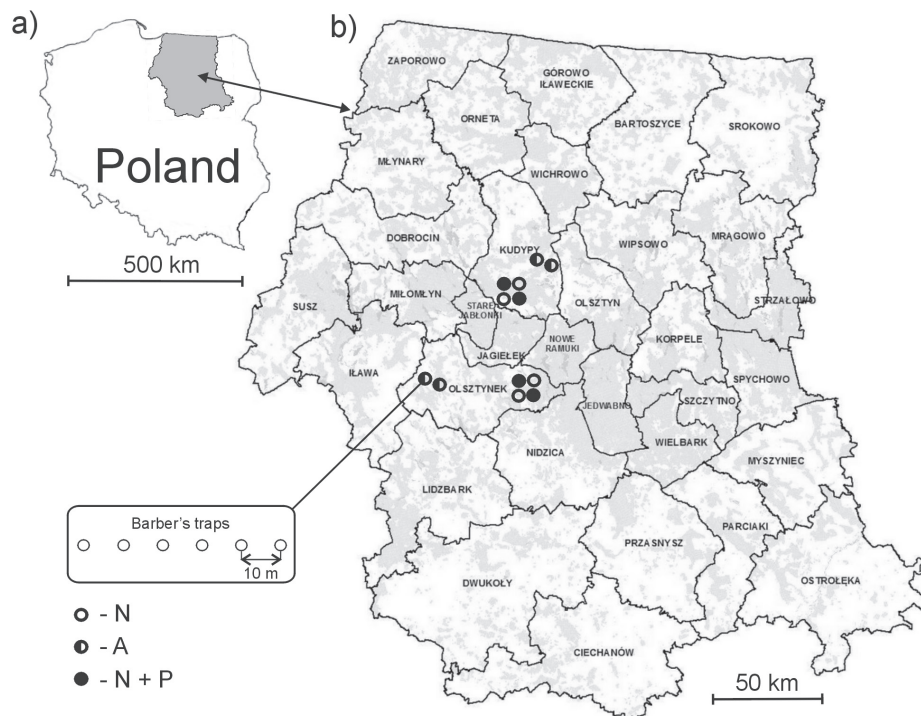 a)
Poland
500 km
b)
ZAPOROWO
GÓROWO
IŁAWECKIE
ORNETA
BARTOSZYCE
SROKOWO
MŁYNARY
WICHROWO
DOBROCIN
KUDYPY
WIPSOWO
MRĄGOWO
SUSZ
MIŁOMŁYN
STARE
JABŁONKI
OLSZTYN
STRZAŁOWO
NOWE
RAMUKI
KORPELE
JAGIEŁEK
IŁAWA
OLSZTYNEK
JEDWABNO
SZCZYTNO
SPYCHOWO
WIELBARK
NIDZICA
MYSZYNIEC
LIDZBARK
PARCIAKI
PRZASNYSZ
DWUKOŁY
OSTROŁĘKA
CIECHANÓW
50 km
Barber's traps
10 m
- N
- A
- N + P